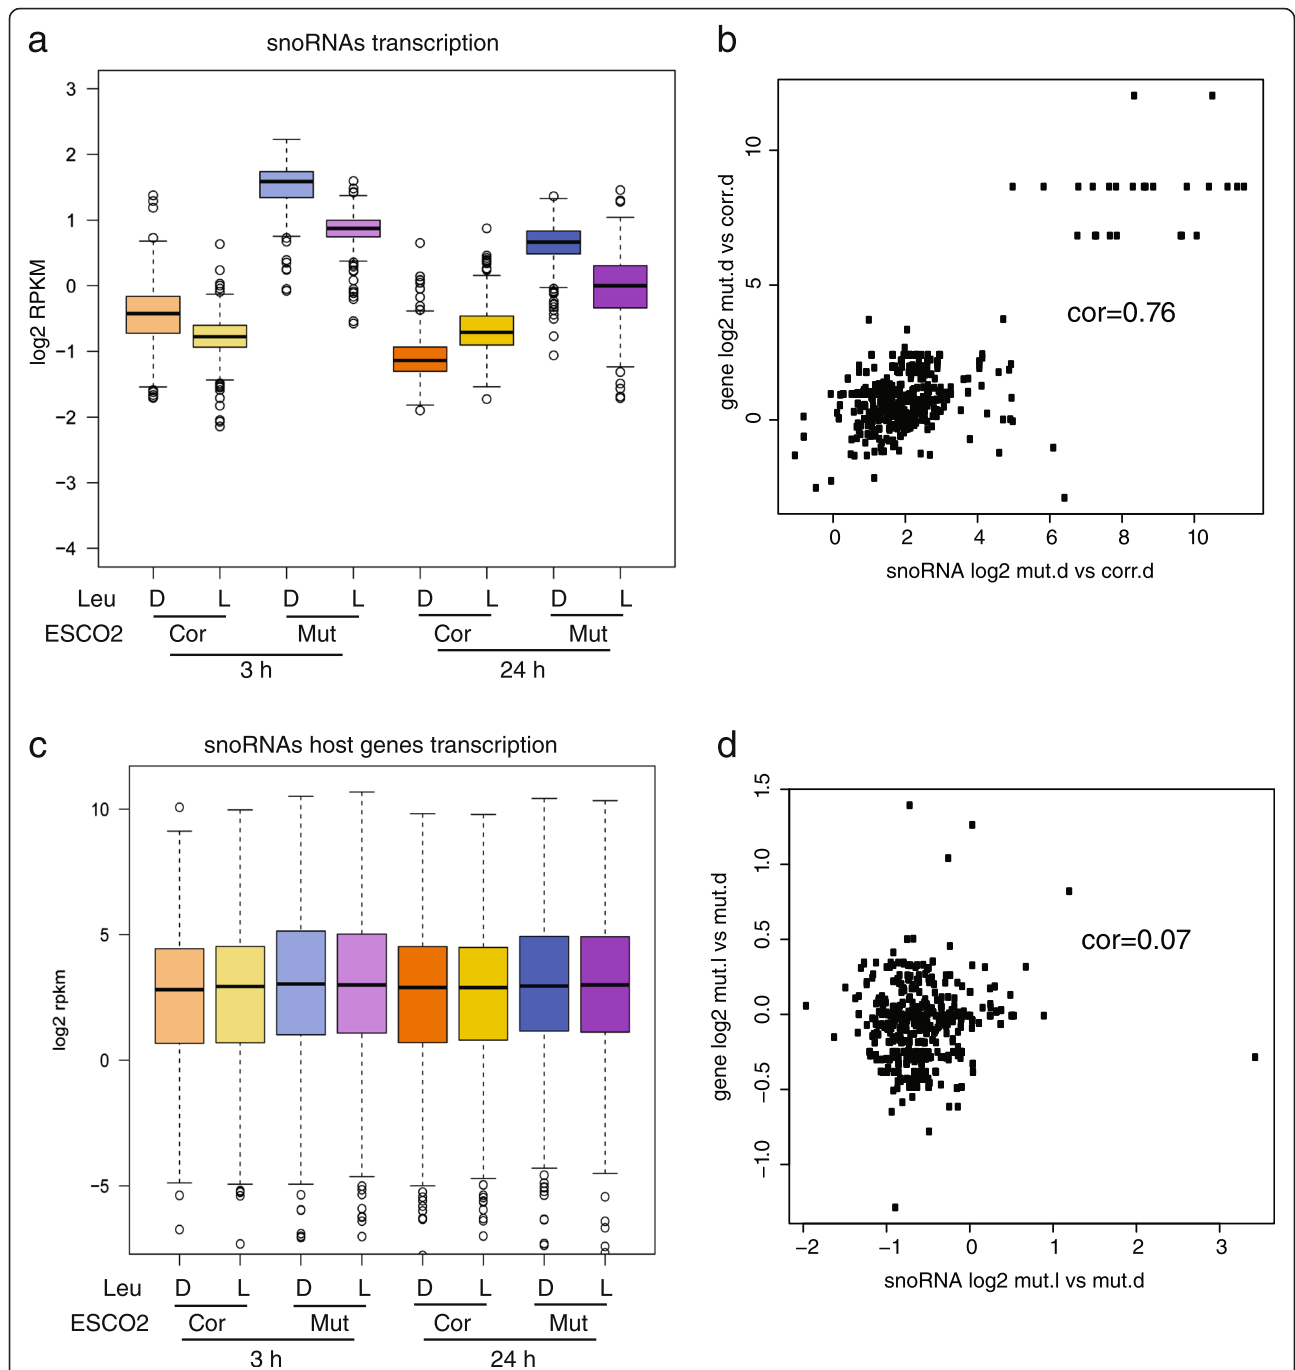 a
snoRNAs transcription
log2 RPKM
3
2
1
0
−1
−2
−3
−4
Leu D L D L D L D L
ESCO2 Cor Mut Cor Mut
3 h 24 h
b
gene log2 mut.d vs corr.d
10
5
0
cor=0.76
0 2 4 6 8 10
snoRNA log2 mut.d vs corr.d
c
snoRNAs host genes transcription
log2 rpkm
10
5
0
−5
Leu D L D L D L D L
ESCO2 Cor Mut Cor Mut
3 h 24 h
d
gene log2 mut.l vs mut.d
1.5
1.0
0.5
0.0
−0.5
−1.0
cor=0.07
−2 −1 0 1 2 3
snoRNA log2 mut.l vs mut.d